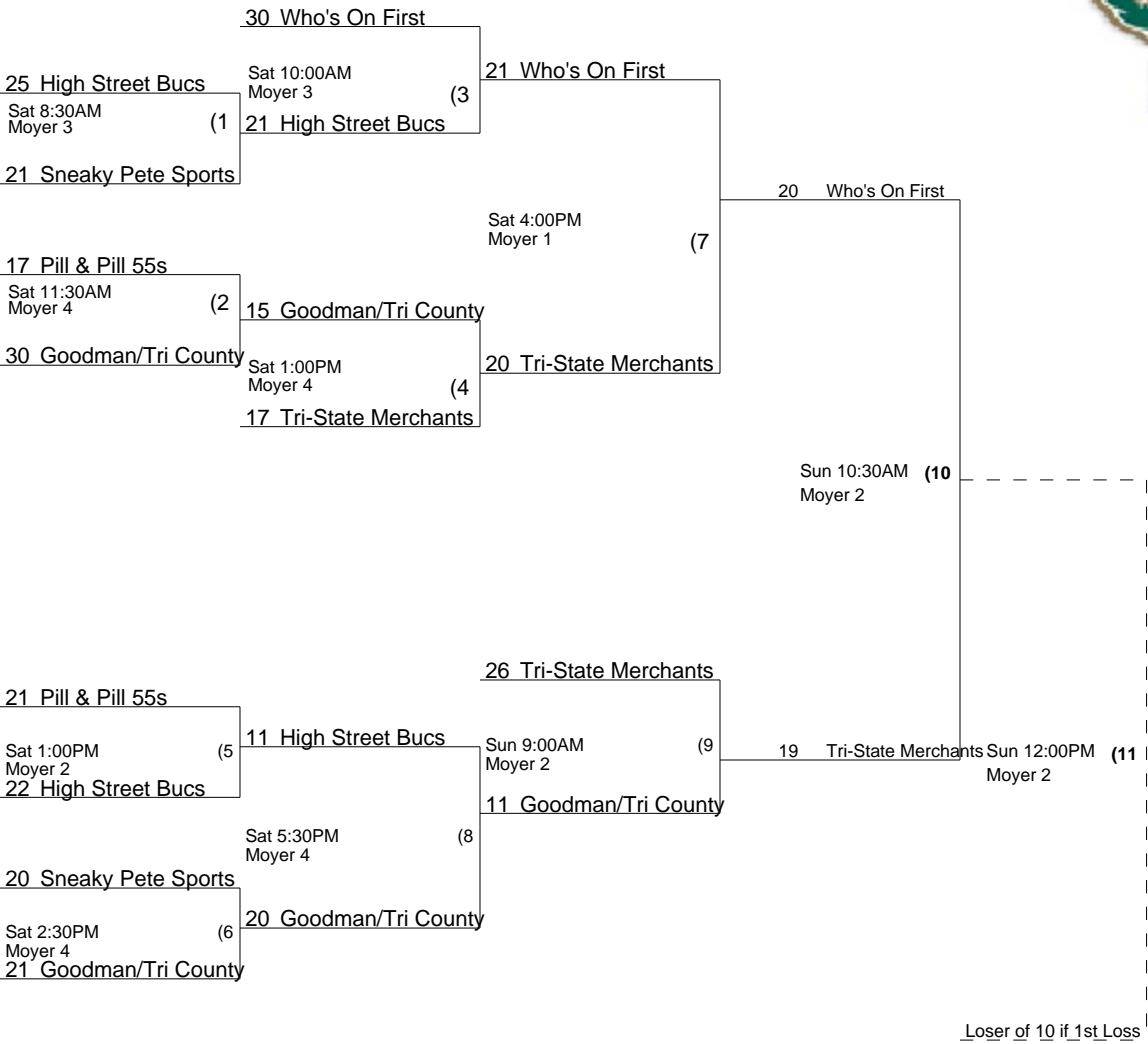 30 Who's On First
25 High Street Bucs
Sat 8:30AM
Moyer 3
(1
21 Sneaky Pete Sports
Sat 10:00AM
Moyer 3
(3
21 High Street Bucs
21 Who's On First
17 Pill & Pill 55s
Sat 11:30AM
Moyer 4
(2
30 Goodman/Tri County
15 Goodman/Tri County
Sat 1:00PM
Moyer 4
(4
17 Tri-State Merchants
Sat 4:00PM
Moyer 1
(7
20 Tri-State Merchants
20 Who's On First
Sun 10:30AM
Moyer 2
(10
21 Pill & Pill 55s
Sat 1:00PM
Moyer 2
(5
22 High Street Bucs
11 High Street Bucs
Sat 5:30PM
Moyer 4
(8
20 Sneaky Pete Sports
Sat 2:30PM
Moyer 4
(6
21 Goodman/Tri County
20 Goodman/Tri County
26 Tri-State Merchants
Sun 9:00AM
Moyer 2
(9
11 Goodman/Tri County
19 Tri-State Merchants
Sun 12:00PM
Moyer 2
(11
Loser of 10 if 1st Loss